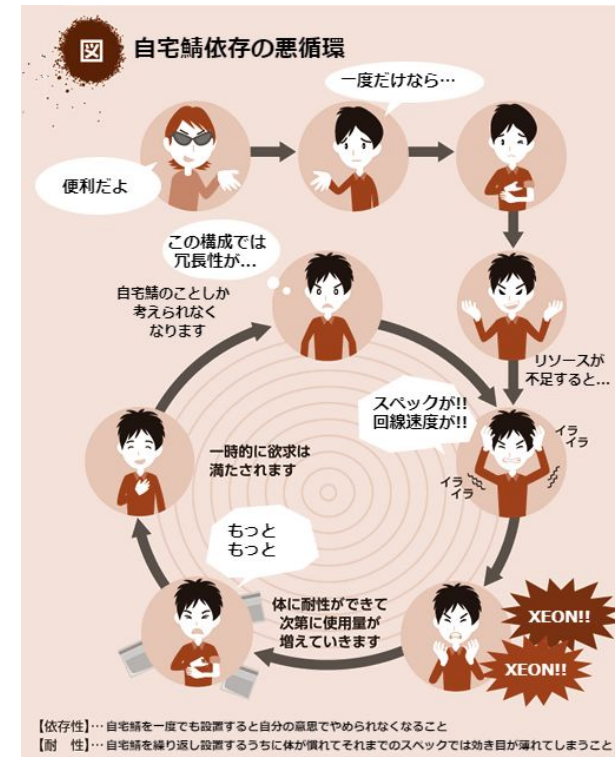 図 自宅鯖依存の悪循環
一度だけなら…
便利だよ
この構成では
冗長性が...
自宅鯖のことしか
考えられなく
なります
リソースが
不足すると...
スペックが!!
回線速度が!!
イラ
イラ
イラ
イラ
一時的に欲求は
満たされます
もっと
もっと
体に耐性ができて
次第に使用量が
増えていきます
XEON!!
XEON!!
【依存性】… 自宅鯖を一度でも設置すると自分の意思でやめられなくなること
【耐　性】… 自宅鯖を繰り返し設置するうちに体が慣れてそれまでのスペックでは効き目が薄れてしまうこと